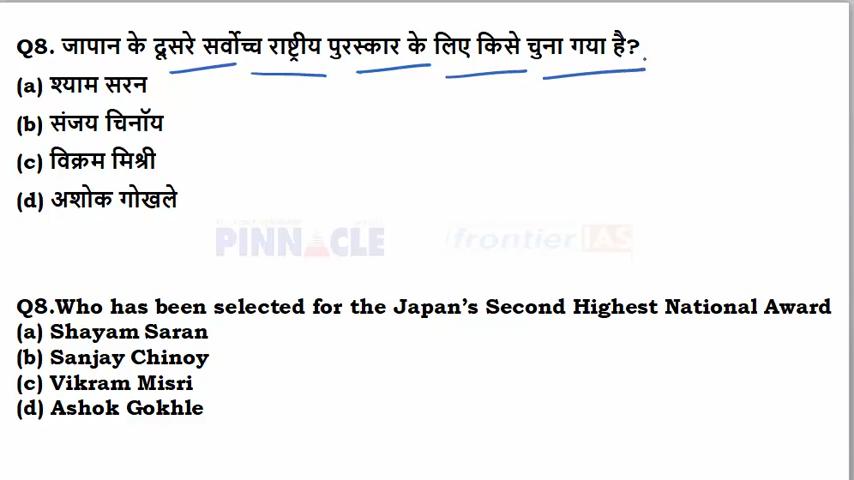 Q8. जापान के दूसरे सर्वोच्च राष्ट्रीय पुरस्कार के लिए किसे चुना गया है?
(a) श्याम सरन
(b) संजय चिनॉय
(c) विक्रम मिश्री
(d) अशोक गोखले
PINNACLE frontier IAS
Q8.Who has been selected for the Japan's Second Highest National Award
(a) Shayam Saran
(b) Sanjay Chinoy
(c) Vikram Misri
(d) Ashok Gokhle